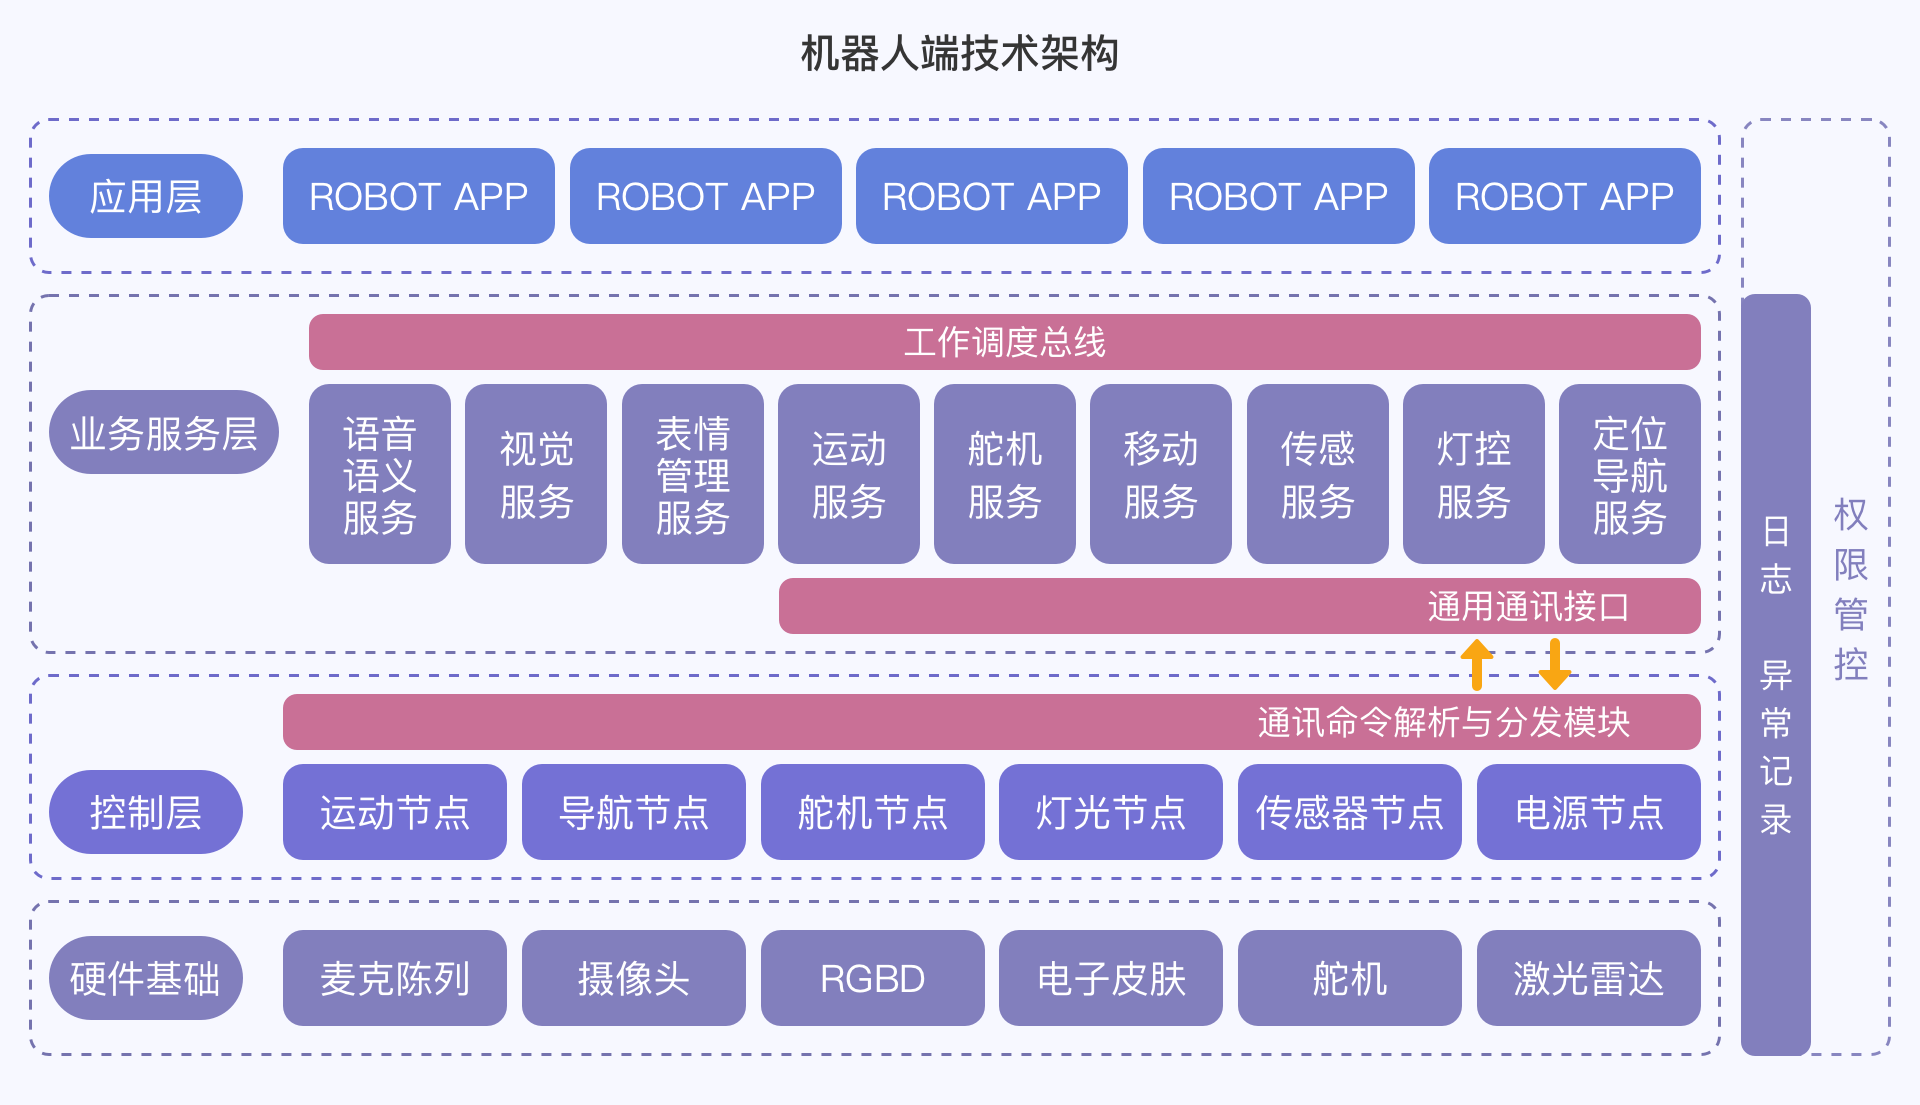 机器人端技术架构
应用层
ROBOT APP
ROBOT APP
ROBOT APP
ROBOT APP
ROBOT APP
业务服务层
工作调度总线
语音
语义
服务
视觉
服务
表情
管理
服务
运动
服务
舵机
服务
移动
服务
传感
服务
灯控
服务
定位
导航
服务
通用通讯接口
控制层
通讯命令解析与分发模块
运动节点
导航节点
舵机节点
灯光节点
传感器节点
电源节点
硬件基础
麦克陈列
摄像头
RGBD
电子皮肤
舵机
激光雷达
日志 异常记录
权限管控